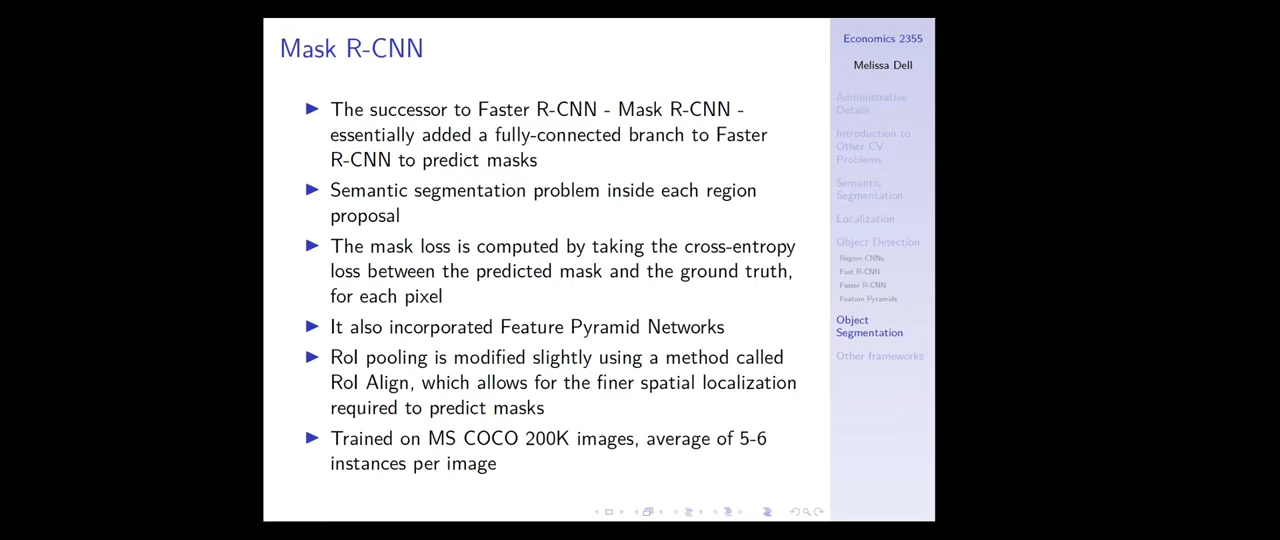 Mask R-CNN
The successor to Faster R-CNN - Mask R-CNN -
essentially added a fully-connected branch to Faster
R-CNN to predict masks
Semantic segmentation problem inside each region
proposal
The mask loss is computed by taking the cross-entropy
loss between the predicted mask and the ground truth,
for each pixel
It also incorporated Feature Pyramid Networks
RoI pooling is modified slightly using a method called
RoI Align, which allows for the finer spatial localization
required to predict masks
Trained on MS COCO 200K images, average of 5-6
instances per image
Economics 2355
Melissa Dell
Administrative
Details
Introduction to
Other CV
Problems
Semantic
Segmentation
Localization
Object Detection
Region CNNs
Fast R-CNN
Faster R-CNN
Feature Pyramids
Object
Segmentation
Other frameworks